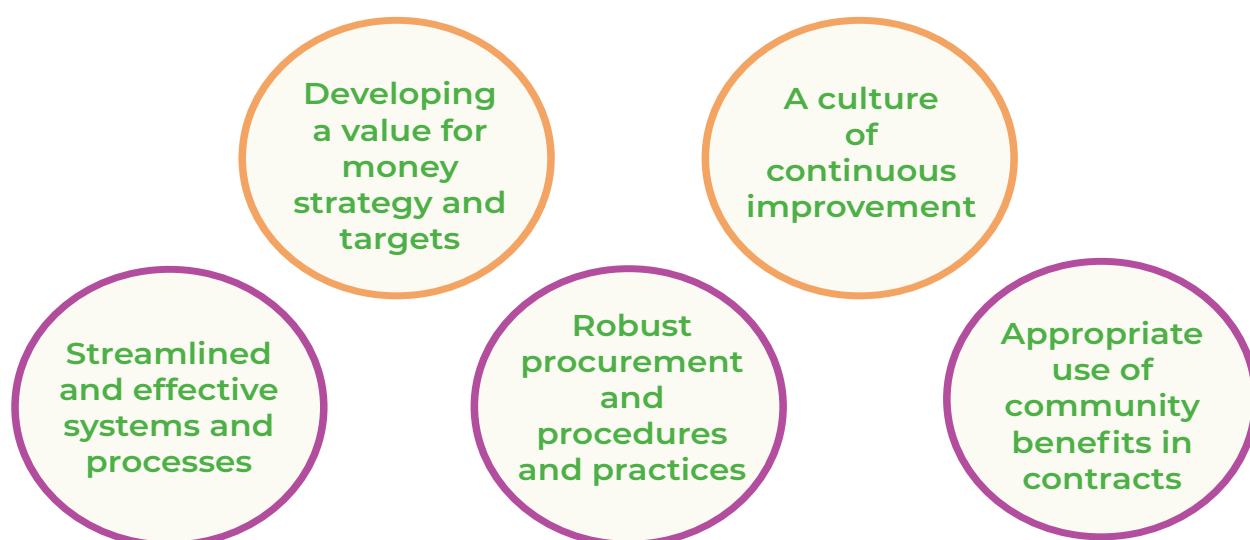 Developing
a value for
money
strategy and
targets
A culture
of
continuous
improvement
Streamlined
and effective
systems and
processes
Robust
procurement
and
procedures
and practices
Appropriate
use of
community
benefits in
contracts